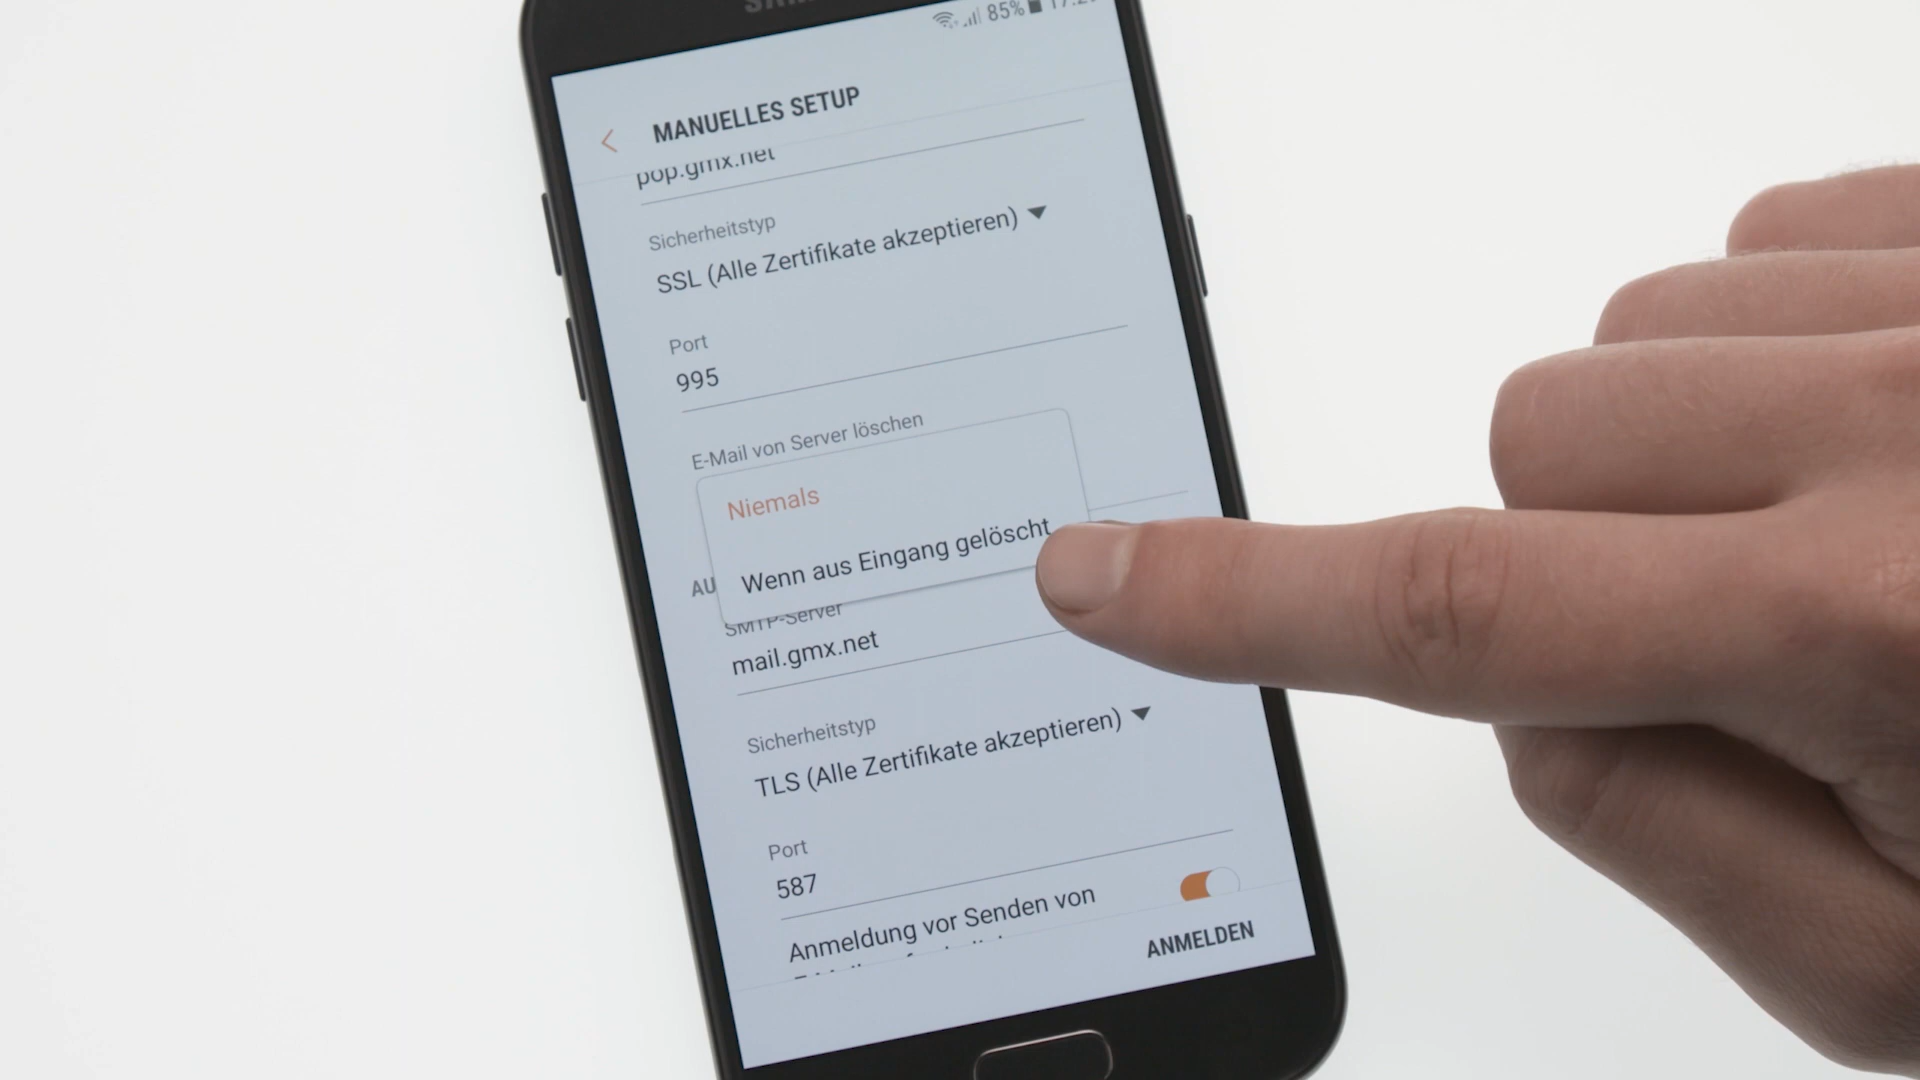 85%
MANUELLES SETUP
pop.gmx.net
Sicherheitstyp
SSL (Alle Zertifikate akzeptieren)
Port
995
E-Mail von Server löschen
Niemals
Wenn aus Eingang gelöscht
AU
SMTP-Server
mail.gmx.net
Sicherheitstyp
TLS (Alle Zertifikate akzeptieren)
Port
587
Anmeldung vor Senden von
ANMELDEN